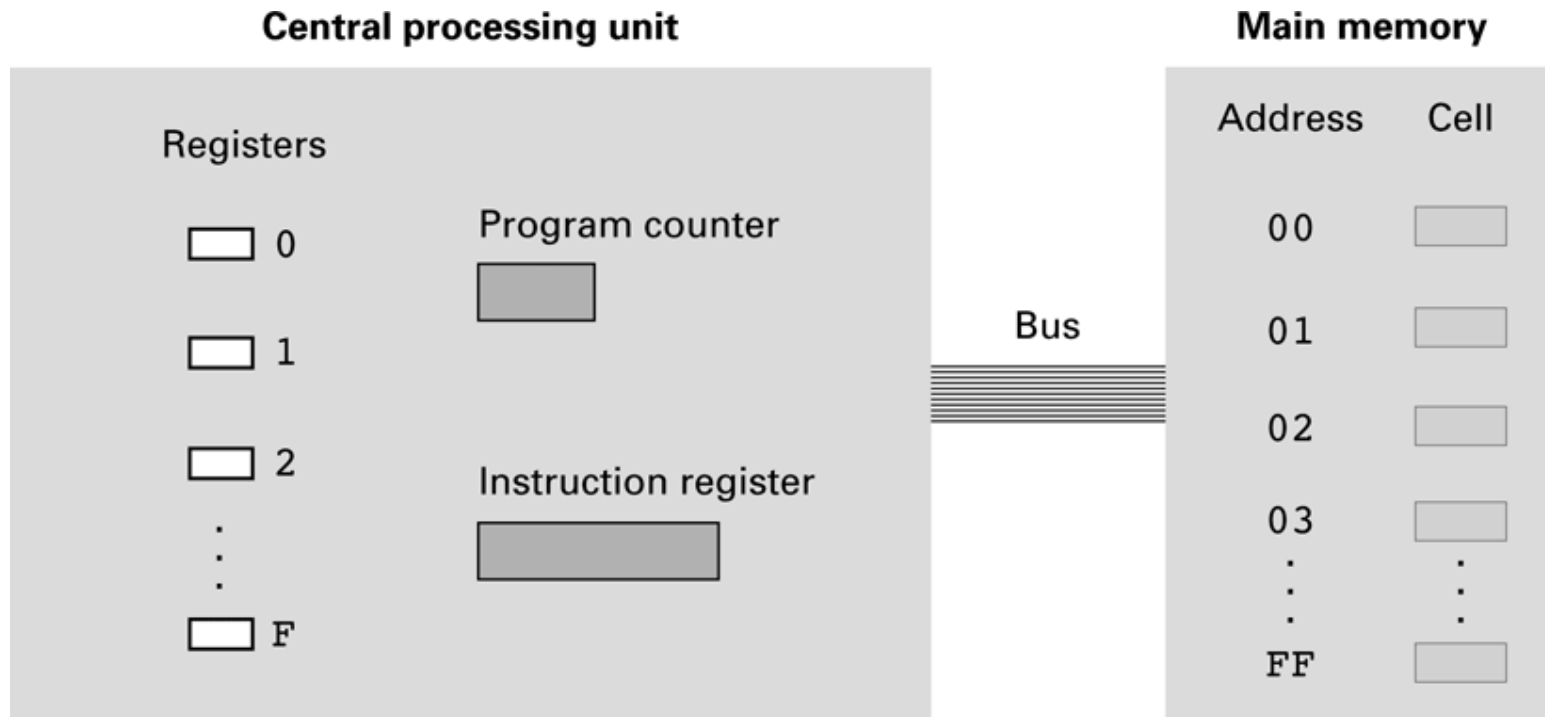 Central processing unit
Main memory
Registers
0
1
2
F
Program counter
Instruction register
Bus
Address Cell
00
01
02
03
FF